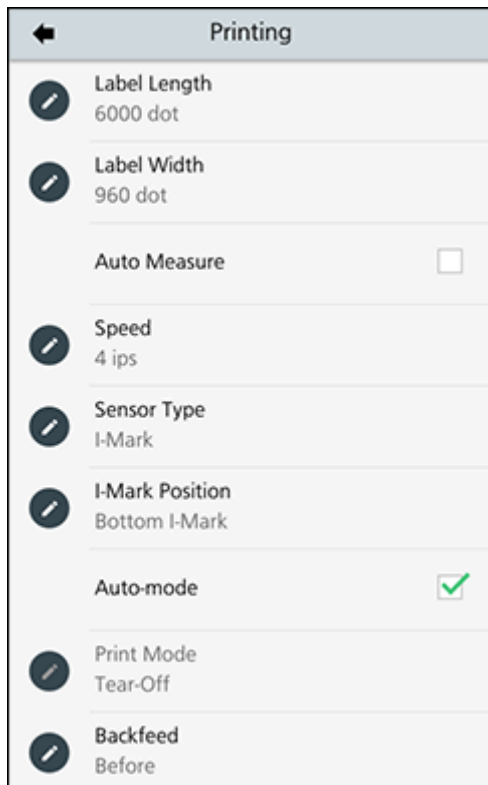 Printing
Label Length
6000 dot
Label Width
960 dot
Auto Measure
Speed
4 ips
Sensor Type
I-Mark
I-Mark Position
Bottom I-Mark
Auto-mode
Print Mode
Tear-Off
Backfeed
Before